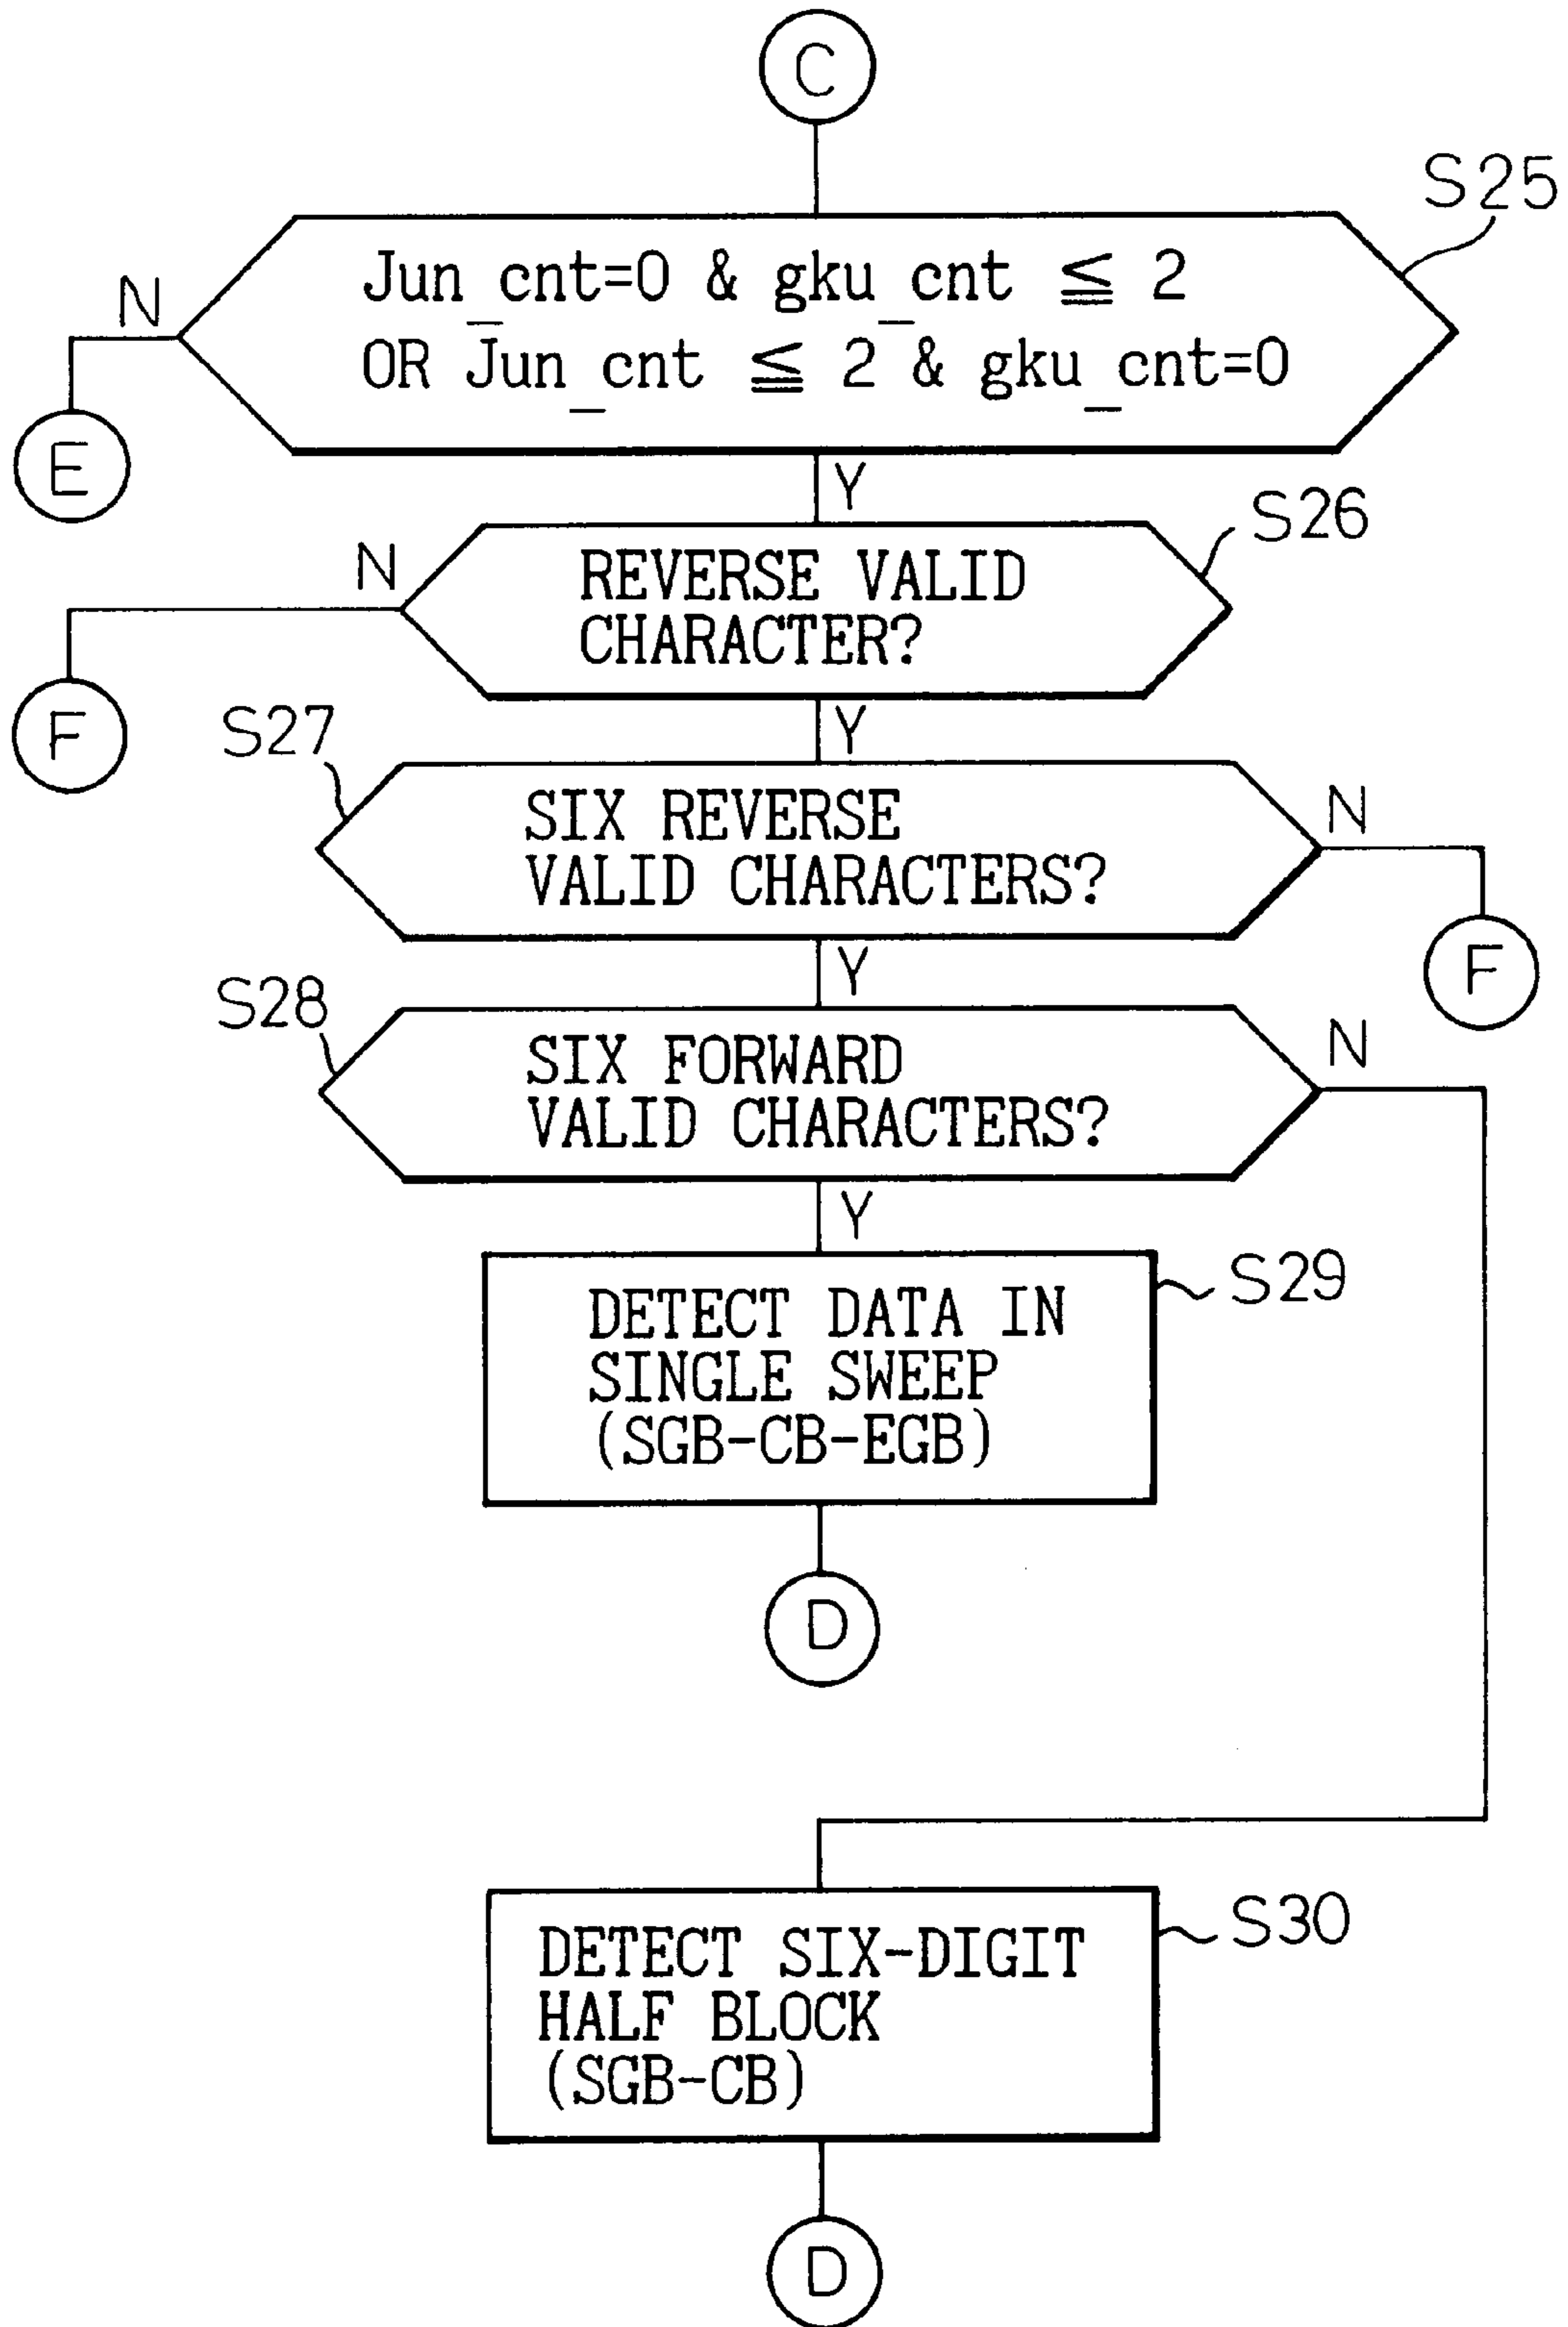 C
S25
N
Jun_cnt=0 & gku_cnt ≦ 2
OR Jun_cnt ≦ 2 & gku_cnt=0
E
Y
S26
N
REVERSE VALID
CHARACTER?
F
Y
S27
SIX REVERSE
VALID CHARACTERS?
N
F
Y
S28
SIX FORWARD
VALID CHARACTERS?
N
Y
S29
DETECT DATA IN
SINGLE SWEEP
(SGB-CB-EGB)
D
S30
DETECT SIX-DIGIT
HALF BLOCK
(SGB-CB)
D